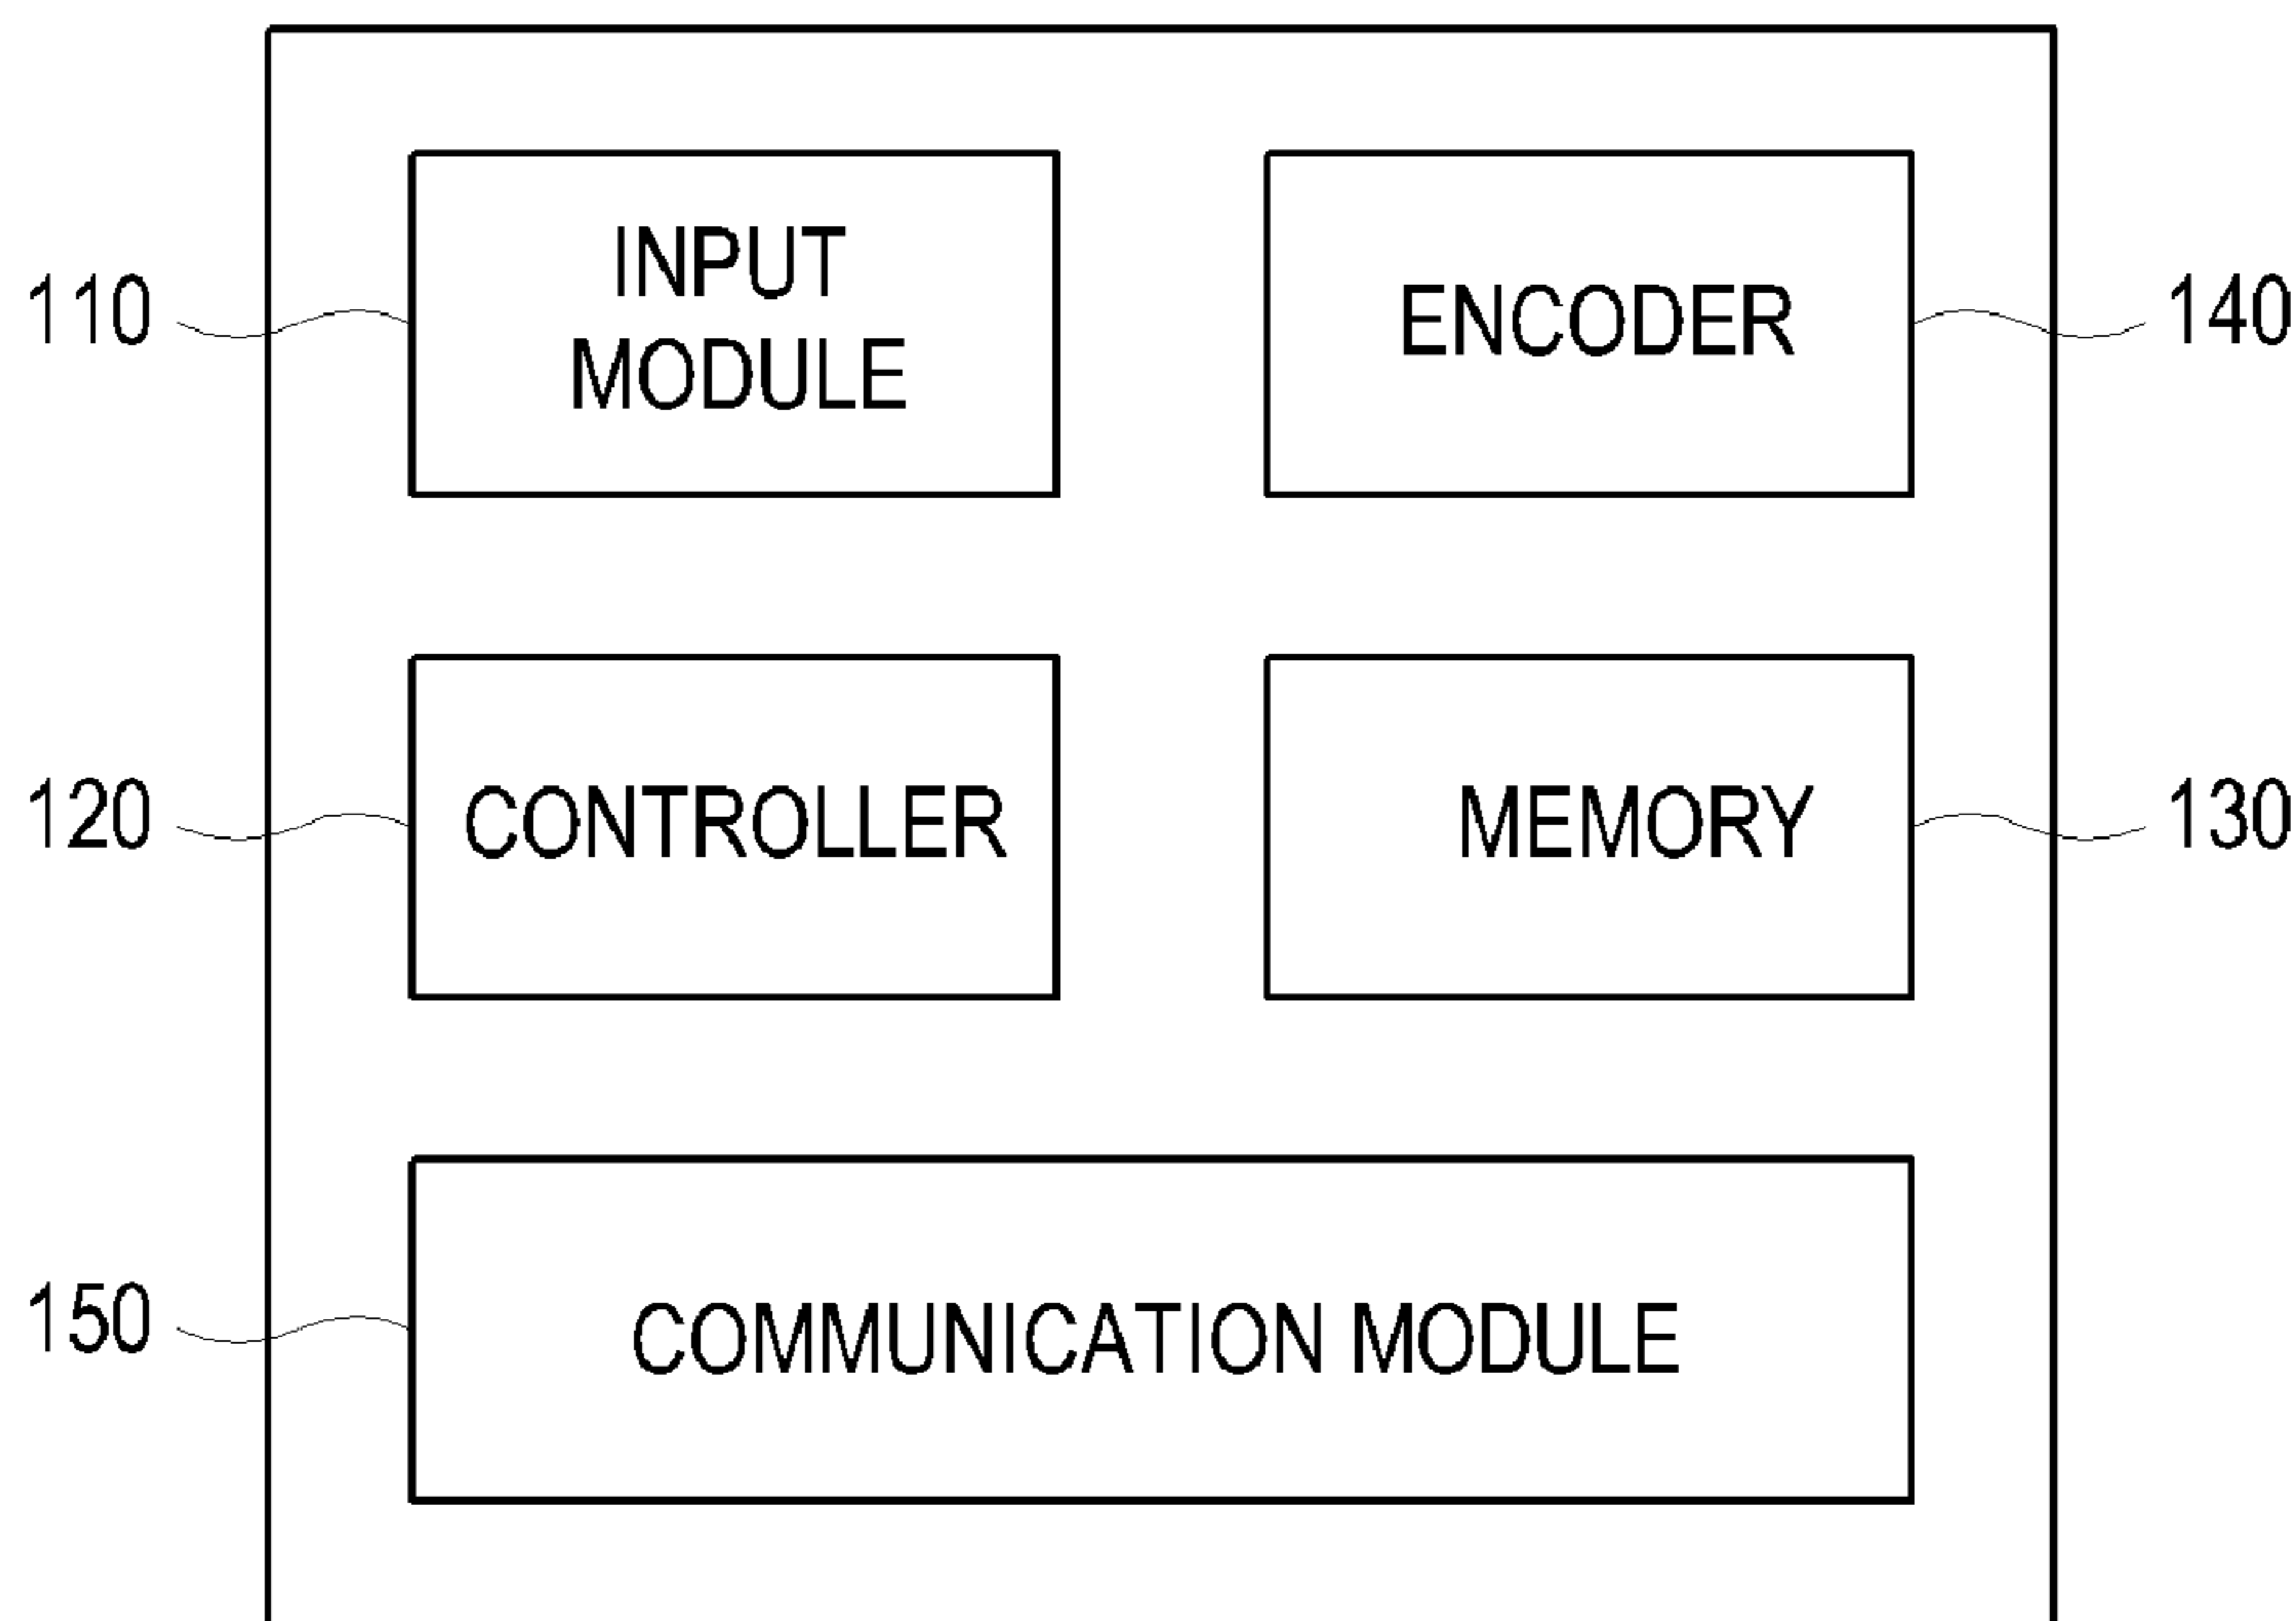 INPUT
MODULE
ENCODER
110
140
CONTROLLER
MEMORY
120
130
COMMUNICATION MODULE
150